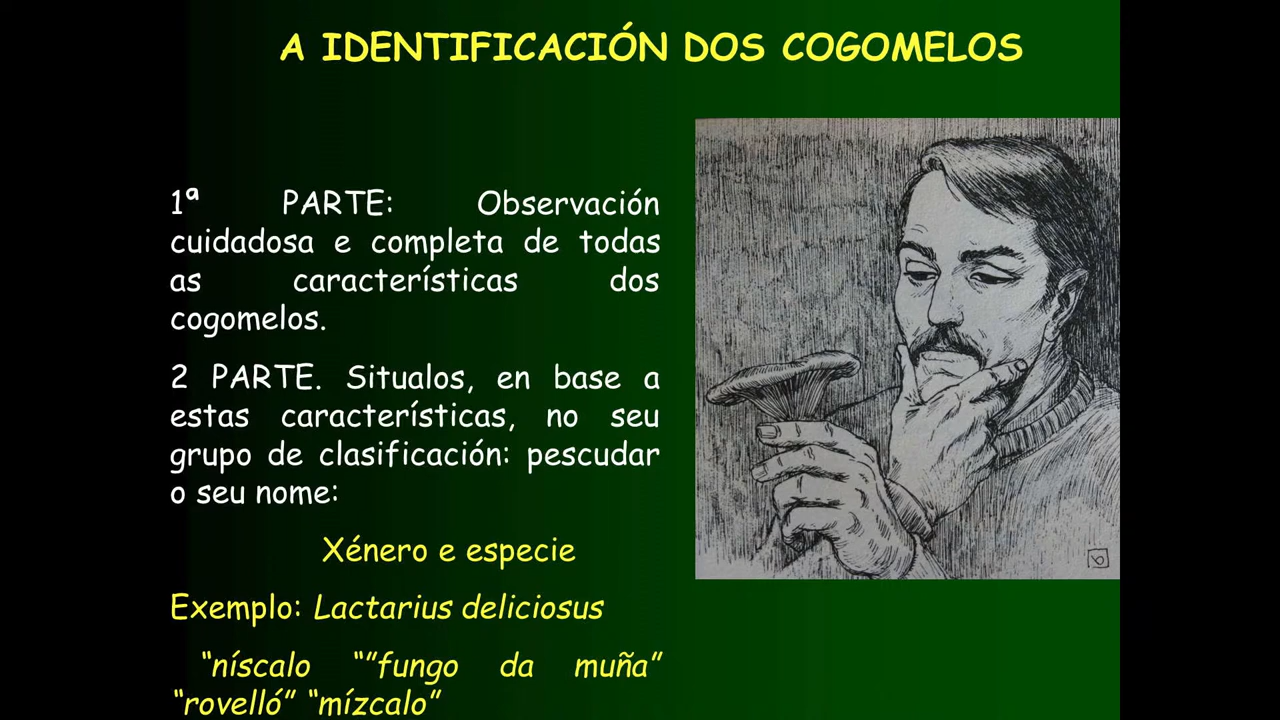 A IDENTIFICACIÓN DOS COGOMELOS
1ª PARTE: Observación
cuidadosa e completa de todas
as características dos
cogomelos.
2 PARTE. Situalos, en base a
estas características, no seu
grupo de clasificación: pescudar
o seu nome:
Xénero e especie
Exemplo: Lactarius deliciosus
“níscalo “”fungo da muña”
“rovelló” “mízcalo”